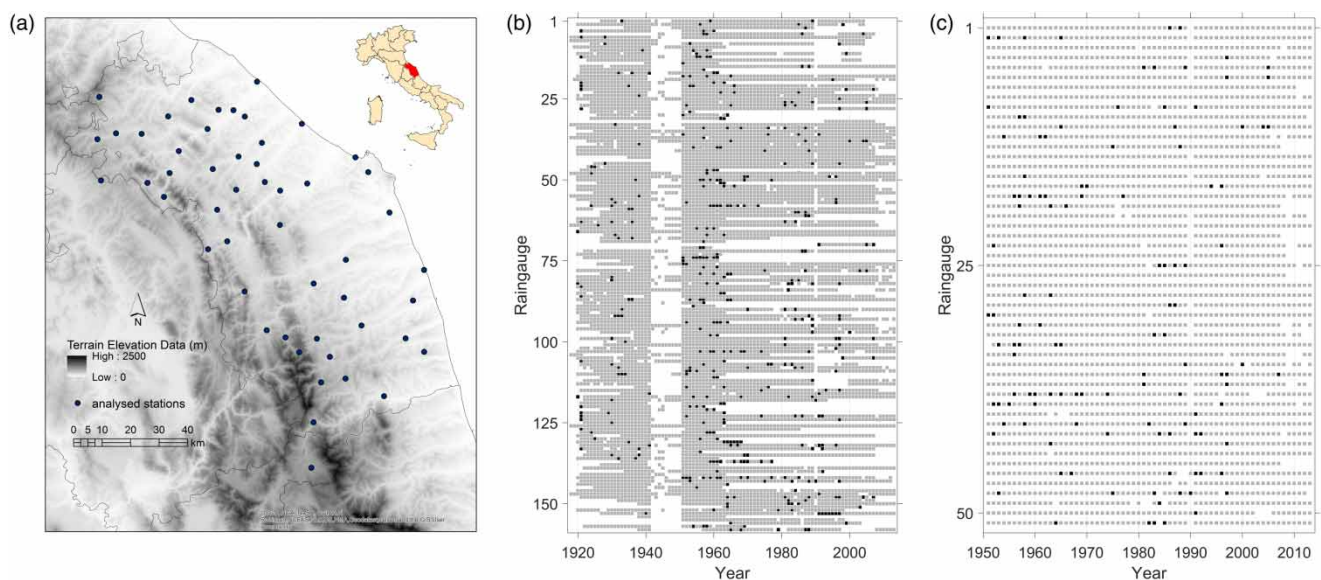 (a)
N
Terrain Elevation Data (m)
High : 2500
Low : 0
analysed stations
0 5 10 20 30 40
km
(b)
1
25
50
75
100
125
150
Raingauge
1920 1940 1960 1980 2000
Year
(c)
1
25
50
Raingauge
1950 1960 1970 1980 1990 2000 2010
Year